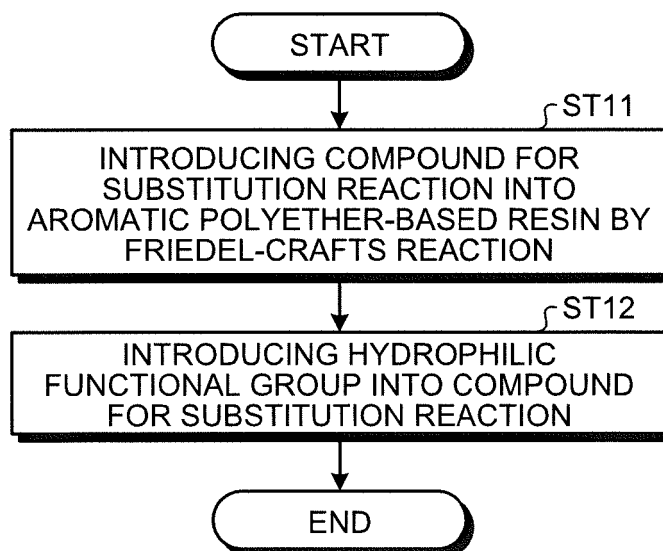 START
ST11
INTRODUCING COMPOUND FOR
SUBSTITUTION REACTION INTO
AROMATIC POLYETHER-BASED RESIN BY
FRIEDEL-CRAFTS REACTION
ST12
INTRODUCING HYDROPHILIC
FUNCTIONAL GROUP INTO COMPOUND
FOR SUBSTITUTION REACTION
END